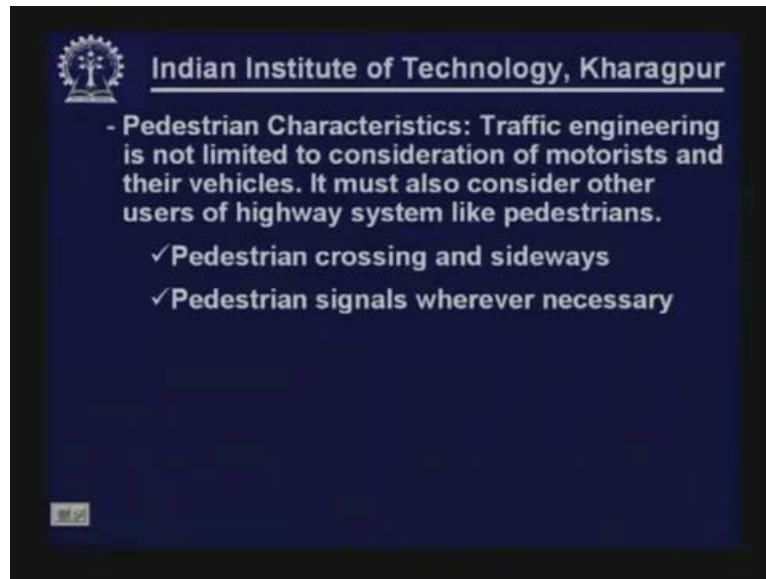 Indian Institute of Technology, Kharagpur
- Pedestrian Characteristics: Traffic engineering
is not limited to consideration of motorists and
their vehicles. It must also consider other
users of highway system like pedestrians.
✓Pedestrian crossing and sideways
✓Pedestrian signals wherever necessary